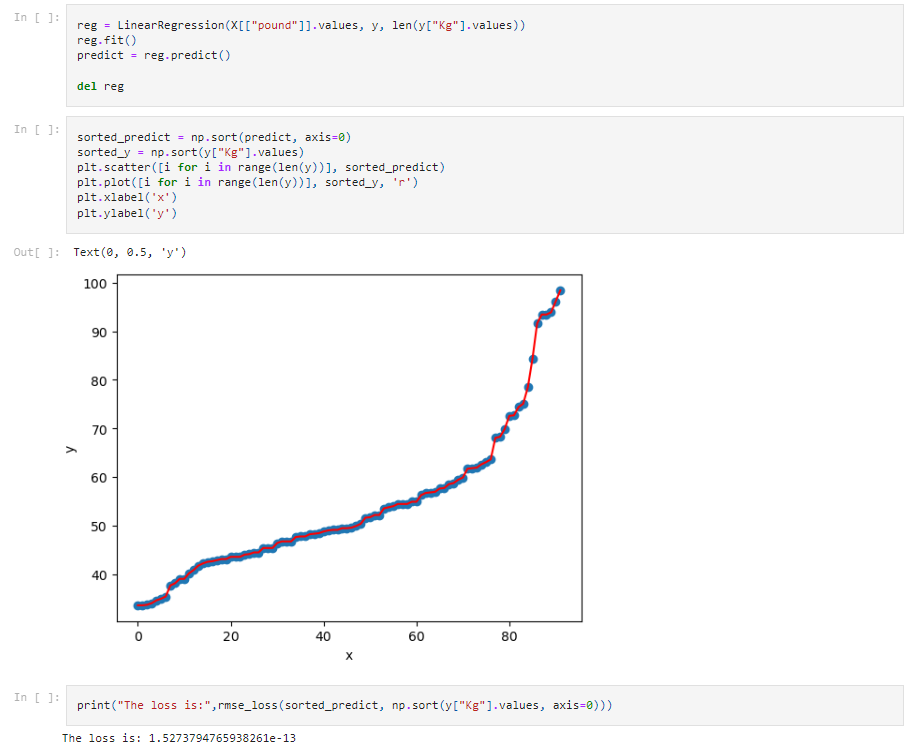 In [ ]:
reg = LinearRegression(X[["pound"]].values, y, len(y["Kg"].values))
reg.fit()
predict = reg.predict()
del reg
In [ ]:
sorted_predict = np.sort(predict, axis=0)
sorted_y = np.sort(y["Kg"].values)
plt.scatter([i for i in range(len(y))], sorted_predict)
plt.plot([i for i in range(len(y))], sorted_y, 'r')
plt.xlabel('x')
plt.ylabel('y')
Out[ ]: Text(0, 0.5, 'y')
100
90
80
70
y
60
50
40
0 20 40 60 80
x
In [ ]:
print("The loss is:",rmse_loss(sorted_predict, np.sort(y["Kg"].values, axis=0)))
The loss is: 1.5273794765938261e-13